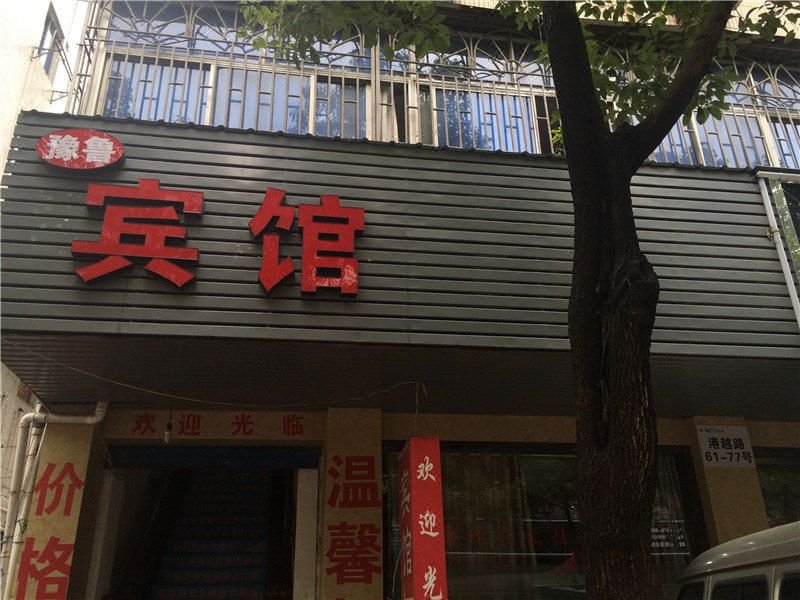 豫鲁
宾馆
欢迎光临
价格
温馨
宾馆
欢迎光
港越路
61-77号